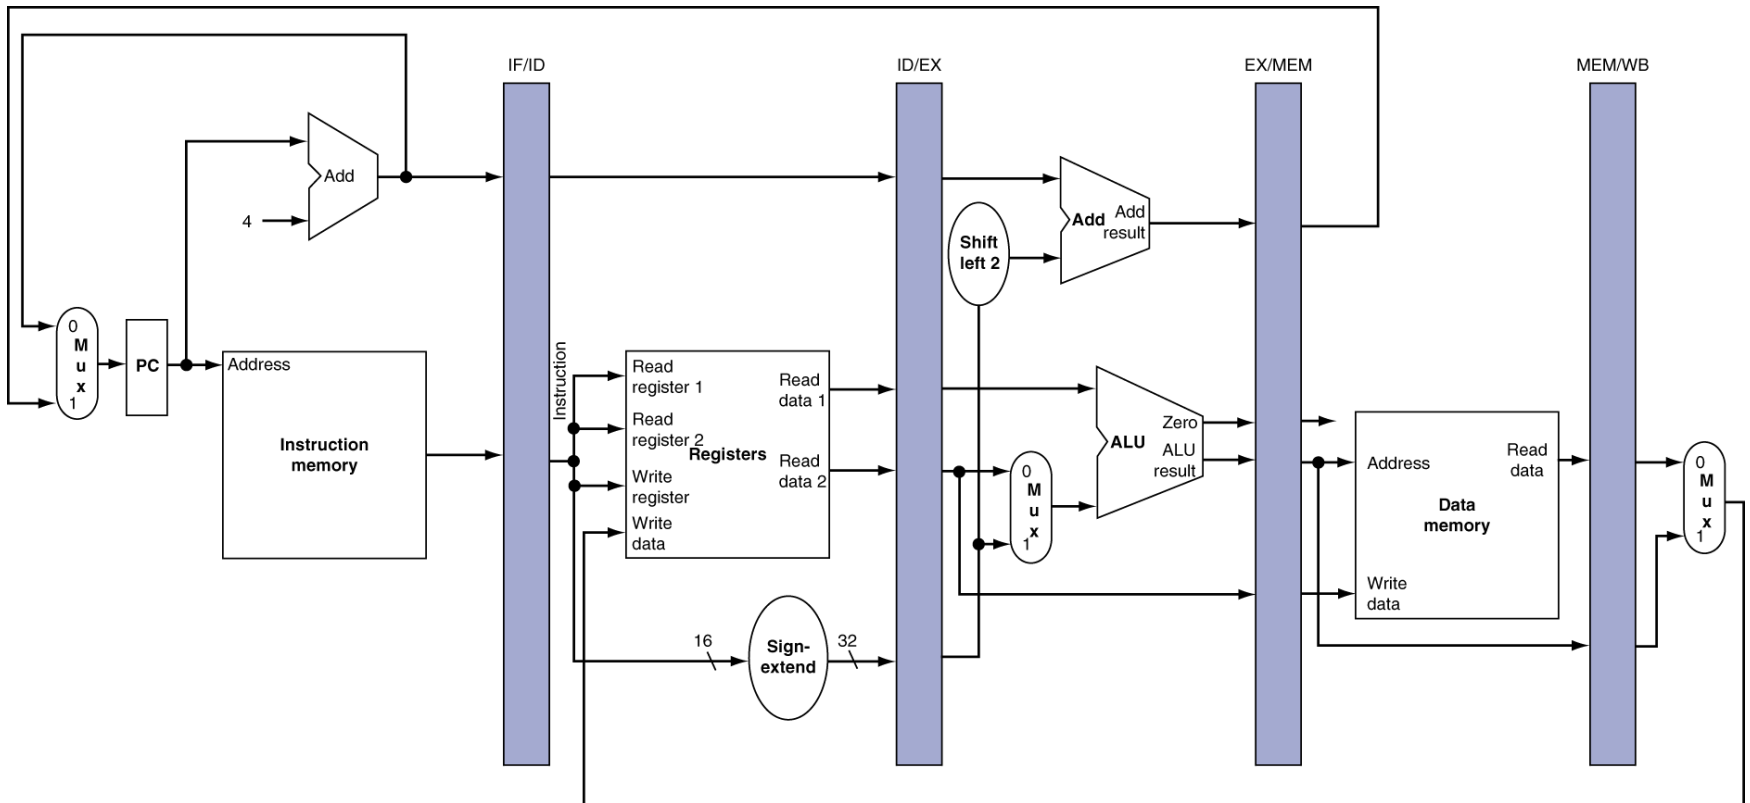 IF/ID
ID/EX
EX/MEM
MEM/WB
Add
4
Add
Add
result
Shift
left 2
0
M
u
x
1
PC
Address
Instruction
memory
Instruction
Read
register 1
Read
register 2
Write
register
Write
data
Registers
Read
data 1
Read
data 2
16
Sign-
extend
32
0
M
u
x
1
ALU
Zero
ALU
result
Address
Read
data
Data
memory
Write
data
0
M
u
x
1